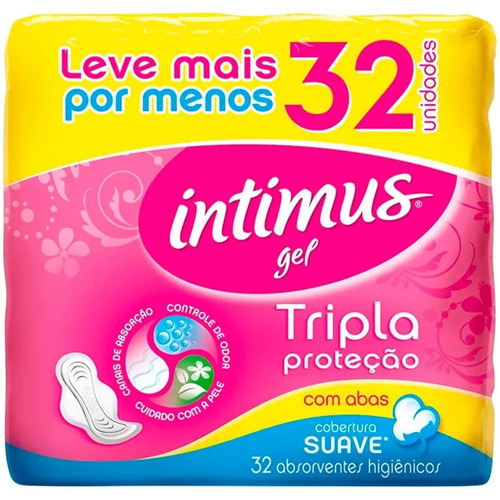 Leve mais
por menos
32
unidades
intimus®
gel
CANAIS DE ABSORÇÃO
CONTROLE DE ODOR
CUIDADO COM A PELE
Tripla
proteção
com abas
cobertura
SUAVE*
32 absorventes higiênicos